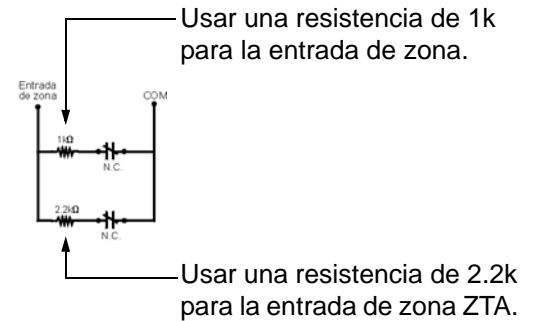 Usar una resistencia de 1k
para la entrada de zona.
Entrada
de zona
COM
1kΩ
N.C.
2.2kΩ
N.C.
Usar una resistencia de 2.2k
para la entrada de zona ZTA.